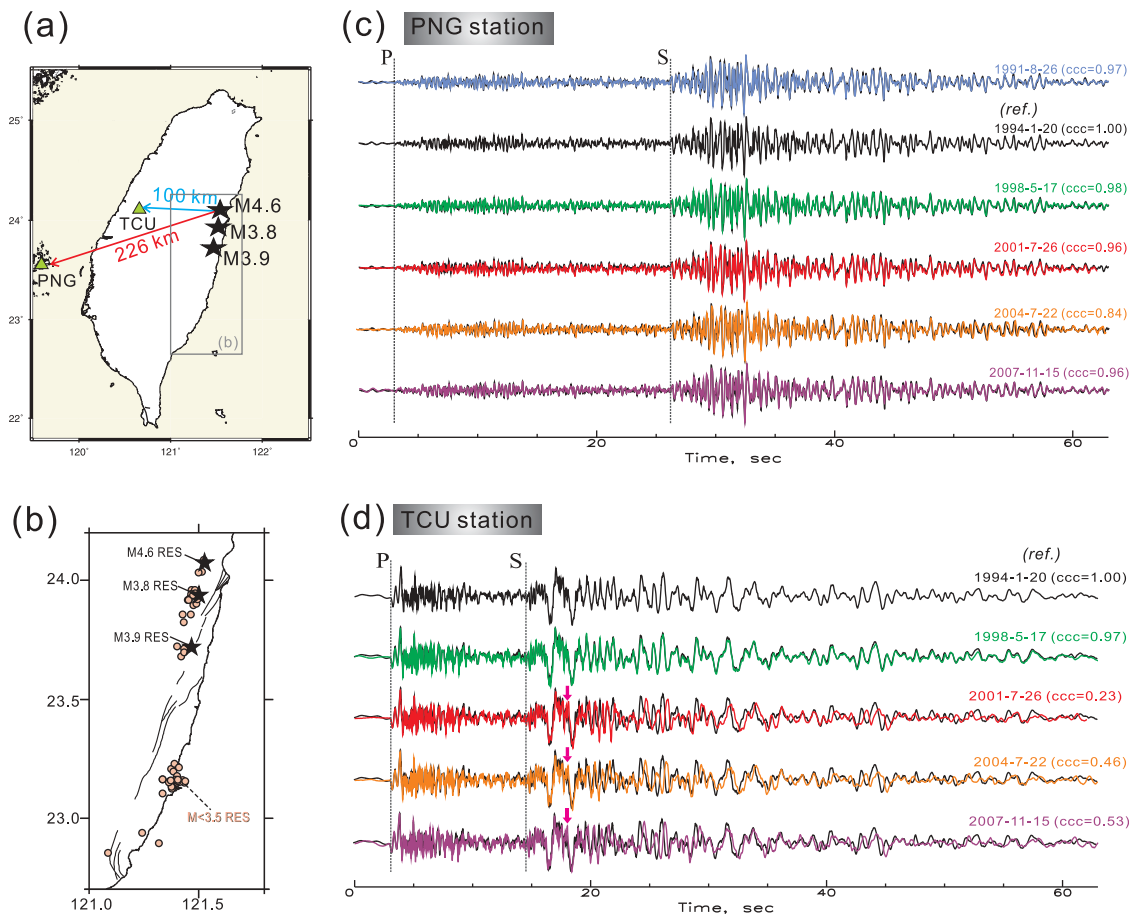 (a)
25˚
24˚
23˚
22˚
120˚
121˚
122˚
100 km
TCU
226 km
PNG
M4.6
M3.8
M3.9
(b)
(c)
PNG station
P
S
1991-8-26 (ccc=0.97)
(ref.)
1994-1-20 (ccc=1.00)
1998-5-17 (ccc=0.98)
2001-7-26 (ccc=0.96)
2004-7-22 (ccc=0.84)
2007-11-15 (ccc=0.96)
0
20
40
60
Time, sec
(b)
24.0
23.5
23.0
121.0
121.5
M4.6 RES
M3.8 RES
M3.9 RES
M<3.5 RES
(d)
TCU station
P
S
(ref.)
1994-1-20 (ccc=1.00)
1998-5-17 (ccc=0.97)
2001-7-26 (ccc=0.23)
2004-7-22 (ccc=0.46)
2007-11-15 (ccc=0.53)
0
20
40
60
Time, sec